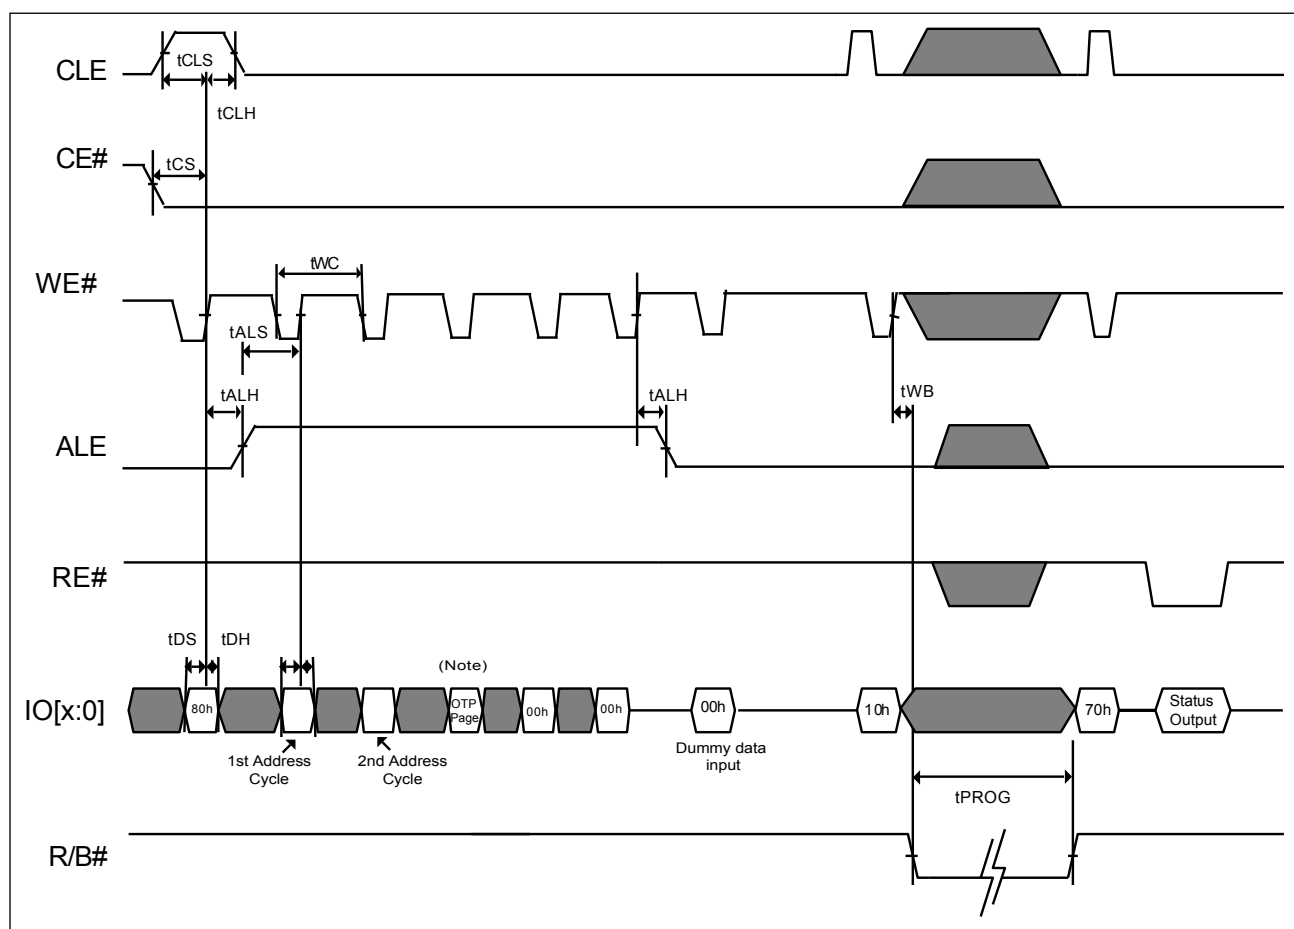 CLE
tCLS
tCLH
CE#
tCS
WE#
tWC
tALS
tALH
tALH
tWB
ALE
RE#
tDS
tDH
(Note)
IO[x:0]
80h
OTP
Page
00h
00h
00h
10h
70h
Status
Output
1st Address
Cycle
2nd Address
Cycle
Dummy data
input
tPROG
R/B#